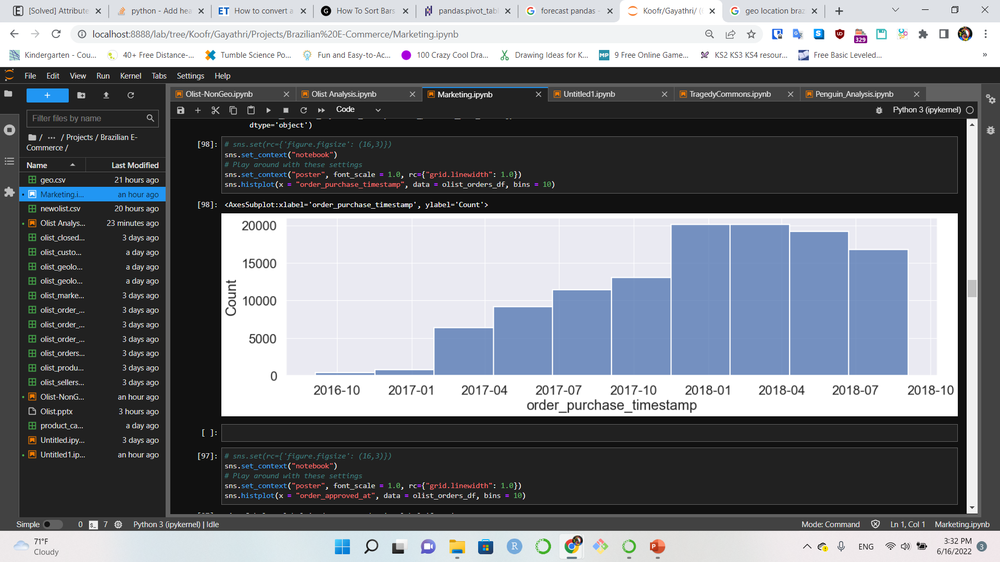 [Solved] Attribute
python - Add hea
How to convert a
How To Sort Bars
pandas.pivot_tabl
forecast pandas -
Koofr/Gayathri/ (6
geo location braz
localhost:8888/lab/tree/Koofr/Gayathri/Projects/Brazilian%20E-Commerce/Marketing.ipynb
329
Kindergarten - Cou...
40+ Free Distance-...
Tumble Science Po...
Fun and Easy-to-Ac...
100 Crazy Cool Dra...
Drawing Ideas for K...
9 Free Online Game...
KS2 KS3 KS4 resour...
Free Basic Leveled...
»
File Edit View Run Kernel Tabs Settings Help
Olist-NonGeo.ipynb
Olist Analysis.ipynb
Marketing.ipynb
Untitled1.ipynb
TragedyCommons.ipynb
Penguin_Analysis.ipynb
Code
Python 3 (ipykernel)
Filter files by name
/ ··· / Projects / Brazilian E-
Commerce /
Name Last Modified
geo.csv 21 hours ago
Marketing.i... an hour ago
newolist.csv 20 hours ago
Olist Analys... 23 minutes ago
olist_closed... 3 days ago
olist_custo... a day ago
olist_geolo... a day ago
olist_geolo... a day ago
olist_marke... 3 days ago
olist_order_... 3 days ago
olist_order_... 3 days ago
olist_order_... 3 days ago
olist_orders... 3 days ago
olist_produ... 3 days ago
olist_sellers... 3 days ago
Olist-NonG... an hour ago
Olist.pptx 3 hours ago
product_ca... a day ago
Untitled.ipy... 3 days ago
Untitled1.ip... an hour ago
dtype='object')
[98]: # sns.set(rc={'figure.figsize': (16,3)})
sns.set_context("notebook")
# Play around with these settings
sns.set_context("poster", font_scale = 1.0, rc={"grid.linewidth": 1.0})
sns.histplot(x = "order_purchase_timestamp", data = olist_orders_df, bins = 10)
[98]: <AxesSubplot:xlabel='order_purchase_timestamp', ylabel='Count'>
20000
15000
10000
5000
0
Count
2016-10 2017-01 2017-04 2017-07 2017-10 2018-01 2018-04 2018-07 2018-10
order_purchase_timestamp
[ ]:
[97]: # sns.set(rc={'figure.figsize': (16,3)})
sns.set_context("notebook")
# Play around with these settings
sns.set_context("poster", font_scale = 1.0, rc={"grid.linewidth": 1.0})
sns.histplot(x = "order_approved_at", data = olist_orders_df, bins = 10)
Simple 0 7 Python 3 (ipykernel) | Idle
Mode: Command Ln 1, Col 1 Marketing.ipynb
71°F
Cloudy
ENG
3:32 PM
6/16/2022
3